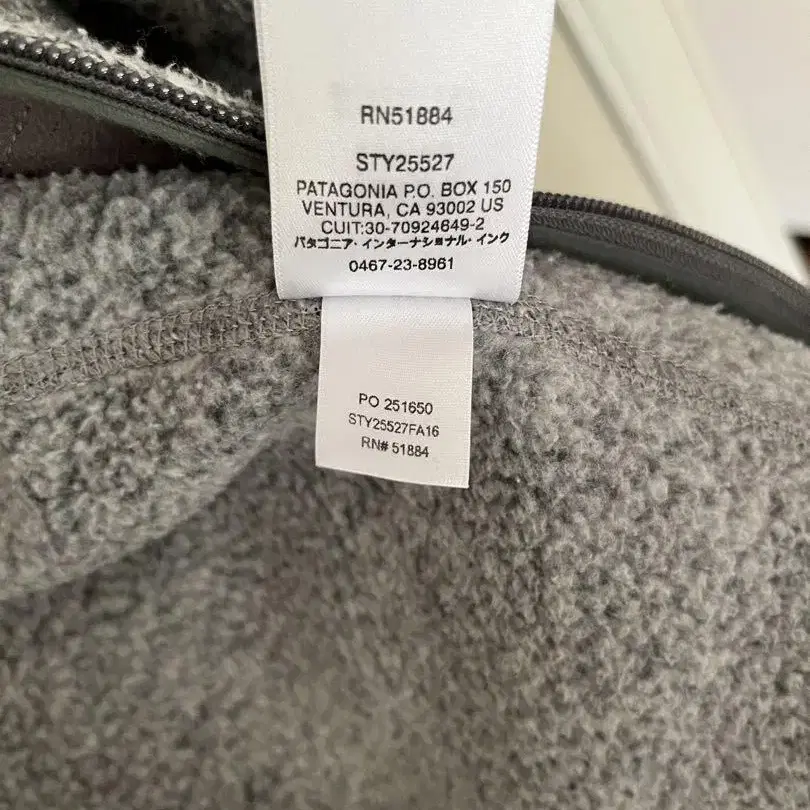 RN51884
STY25527
PATAGONIA P.O. BOX 150
VENTURA, CA 93002 US
CUIT:30-70924649-2
パタゴニア・インターナショナル・インク
0467-23-8961
PO 251650
STY25527FA16
RN# 51884